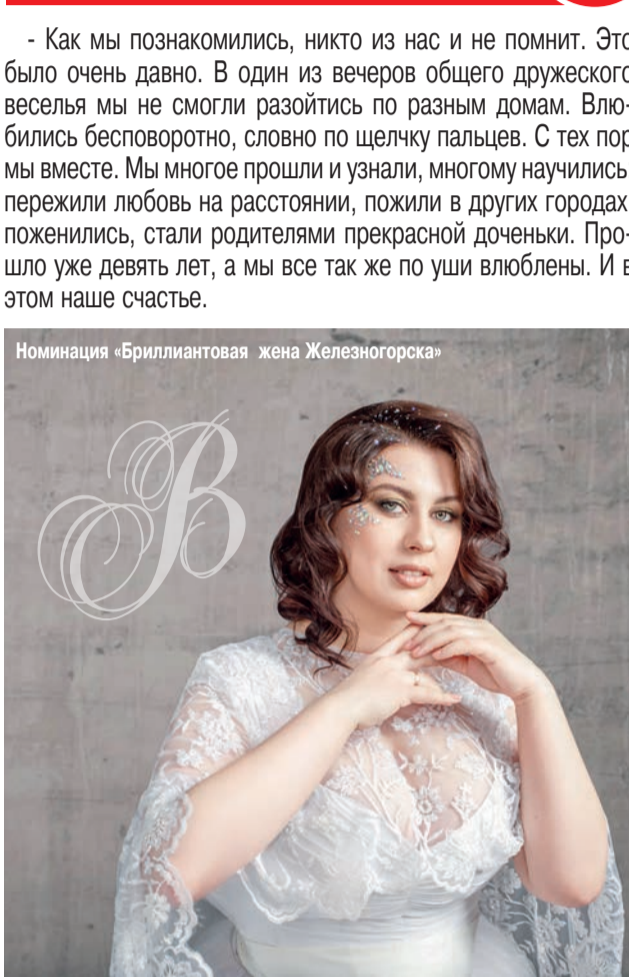 - Как мы познакомились, никто из нас и не помнит. Это
было очень давно. В один из вечеров общего дружеского
веселья мы не смогли разойтись по разным домам. Влю-
бились бесповоротно, словно по щелчку пальцев. С тех пор
мы вместе. Мы многое прошли и узнали, многому научились
пережили любовь на расстоянии, пожили в других городах
поженились, стали родителями прекрасной доченьки. Про-
шло уже девять лет, а мы все так же по уши влюблены. И в
этом наше счастье.
Номинация «Бриллиантовая жена Железногорска»
В